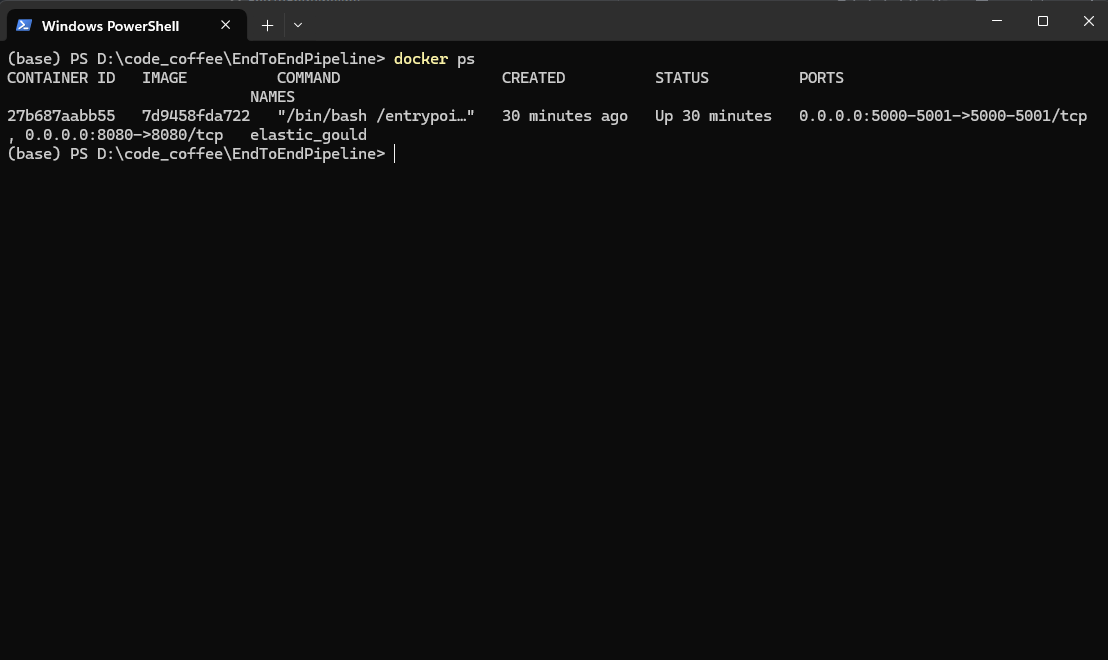 Windows PowerShell
(base) PS D:\code_coffee\EndToEndPipeline> docker ps
CONTAINER ID   IMAGE          COMMAND                  CREATED          STATUS          PORTS
                           NAMES
27b687aabb55   7d9458fda722   "/bin/bash /entrypoi…"   30 minutes ago   Up 30 minutes   0.0.0.0:5000-5001->5000-5001/tcp
, 0.0.0.0:8080->8080/tcp   elastic_gould
(base) PS D:\code_coffee\EndToEndPipeline>